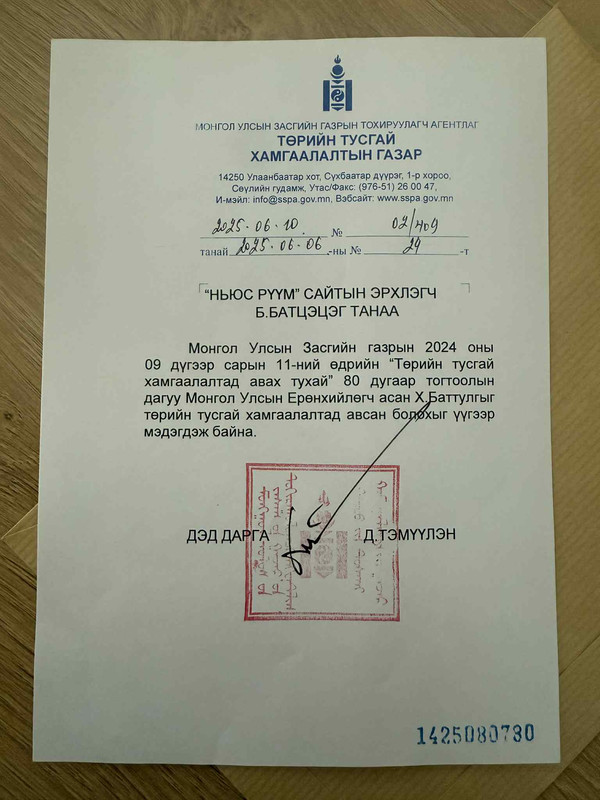 МОНГОЛ УЛСЫН ЗАСГИЙН ГАЗРЫН ТОХИРУУЛАГЧ АГЕНТЛАГ
ТӨРИЙН ТУСГАЙ
ХАМГААЛАЛТЫН ГАЗАР
14250 Улаанбаатар хот, Сүхбаатар дүүрэг, 1-р хороо,
Сөүлийн гудамж, Утас/Факс: (976-51) 26 00 47,
И-мэйл: info@sspa.gov.mn, Вэбсайт: www.sspa.gov.mn
2025.06.10 № 02/409
танай 2025.06.06 -ны № 29 -т
"НЬЮС РҮҮМ" САЙТЫН ЭРХЛЭГЧ
Б.БАТЦЭЦЭГ ТАНАА
Монгол Улсын Засгийн газрын 2024 оны
09 дүгээр сарын 11-ний өдрийн "Төрийн тусгай
хамгаалалтад авах тухай" 80 дугаар тогтоолын
дагуу Монгол Улсын Ерөнхийлөгч асан Х.Баттулгыг
төрийн тусгай хамгаалалтад авсан болохыг үүгээр
мэдэгдэж байна.
ДЭД ДАРГА Д.ТЭМҮҮЛЭН
1425080730